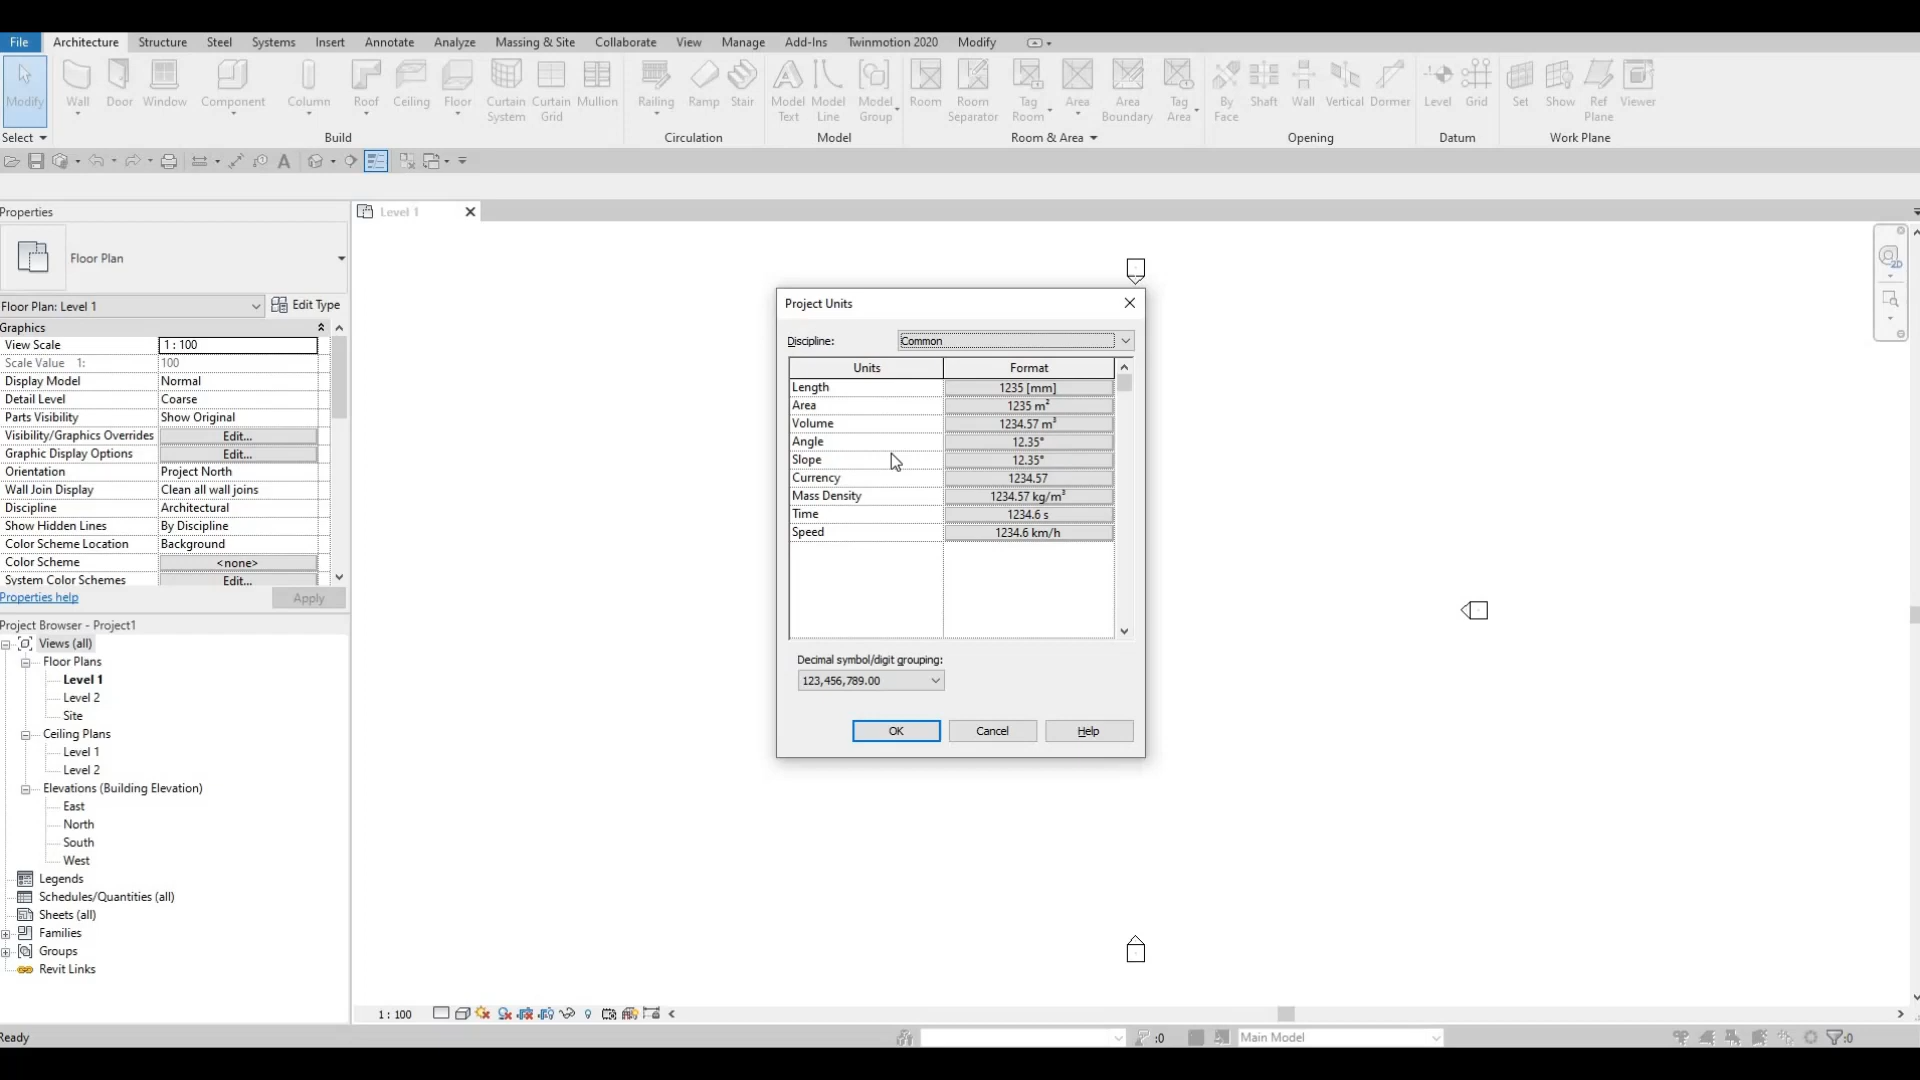 File Architecture Structure Steel Systems Insert Annotate Analyze Massing & Site Collaborate View Manage Add-Ins Twinmotion 2020 Modify
Modify Wall Door Window Component Column Roof Ceiling Floor Curtain System Curtain Grid Mullion Railing Ramp Stair Model Text Model Line Model Group Room Room Separator Tag Room Area Area Boundary Tag Area By Face Shaft Wall Vertical Dormer Level Grid Set Show Ref Plane Viewer
Select Build Circulation Model Room & Area Opening Datum Work Plane
Properties
Level 1
Floor Plan
Floor Plan: Level 1 Edit Type
Graphics
View Scale 1 : 100
Scale Value 1: 100
Display Model Normal
Detail Level Coarse
Parts Visibility Show Original
Visibility/Graphics Overrides Edit...
Graphic Display Options Edit...
Orientation Project North
Wall Join Display Clean all wall joins
Discipline Architectural
Show Hidden Lines By Discipline
Color Scheme Location Background
Color Scheme <none>
System Color Schemes Edit...
Properties help Apply
Project Browser - Project1
Views (all)
Floor Plans
Level 1
Level 2
Site
Ceiling Plans
Level 1
Level 2
Elevations (Building Elevation)
East
North
South
West
Legends
Schedules/Quantities (all)
Sheets (all)
Families
Groups
Revit Links
Project Units
Discipline: Common
Units Format
Length 1235 [mm]
Area 1235 m²
Volume 1234.57 m³
Angle 12.35°
Slope 12.35°
Currency 1234.57
Mass Density 1234.57 kg/m³
Time 1234.6 s
Speed 1234.6 km/h
Decimal symbol/digit grouping:
123,456,789.00
OK Cancel Help
2D
1 : 100
Ready :0 Main Model :0